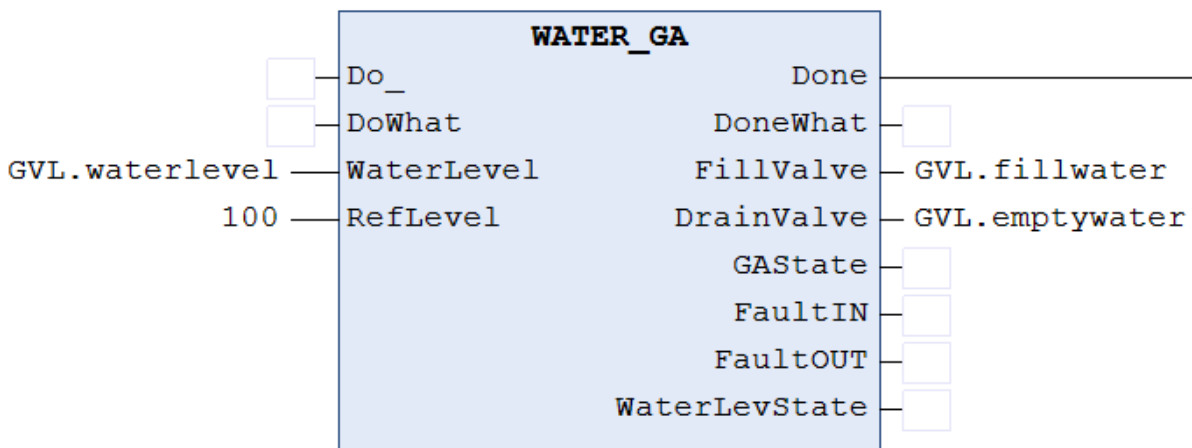 WATER_GA
Do_ Done
DoWhat DoneWhat
GVL.waterlevel WaterLevel FillValve GVL.fillwater
100 RefLevel DrainValve GVL.emptywater
GAState
FaultIN
FaultOUT
WaterLevState